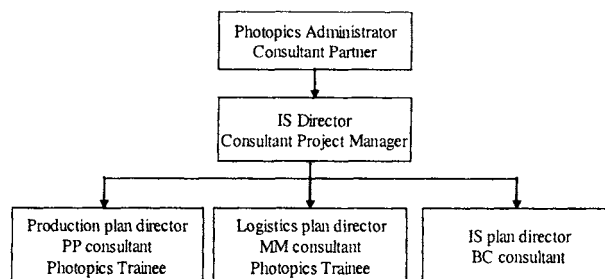 Photopics Administrator
Consultant Partner
IS Director
Consultant Project Manager
Production plan director
PP consultant
Photopics Trainee
Logistics plan director
MM consultant
Photopics Trainee
IS plan director
BC consultant